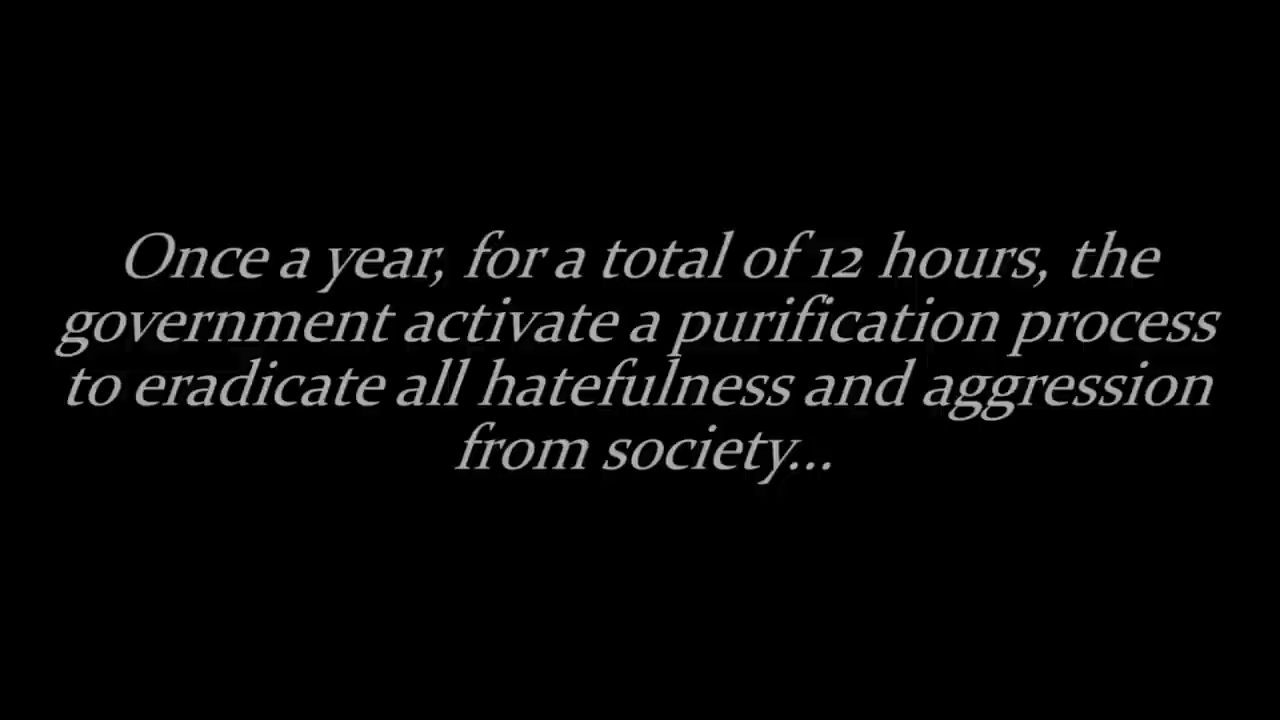 Once a year, for a total of 12 hours, the
government activate a purification process
to eradicate all hatefulness and aggression
from society...